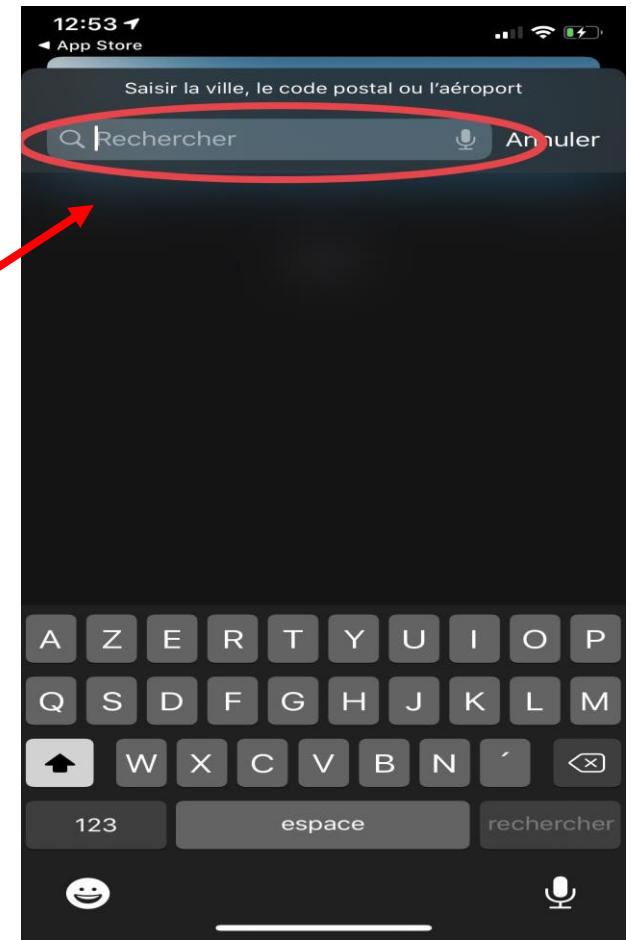 12:53
◀ App Store
Saisir la ville, le code postal ou l’aéroport
Rechercher
Annuler
A Z E R T Y U I O P
Q S D F G H J K L M
W X C V B N ´
123 espace rechercher